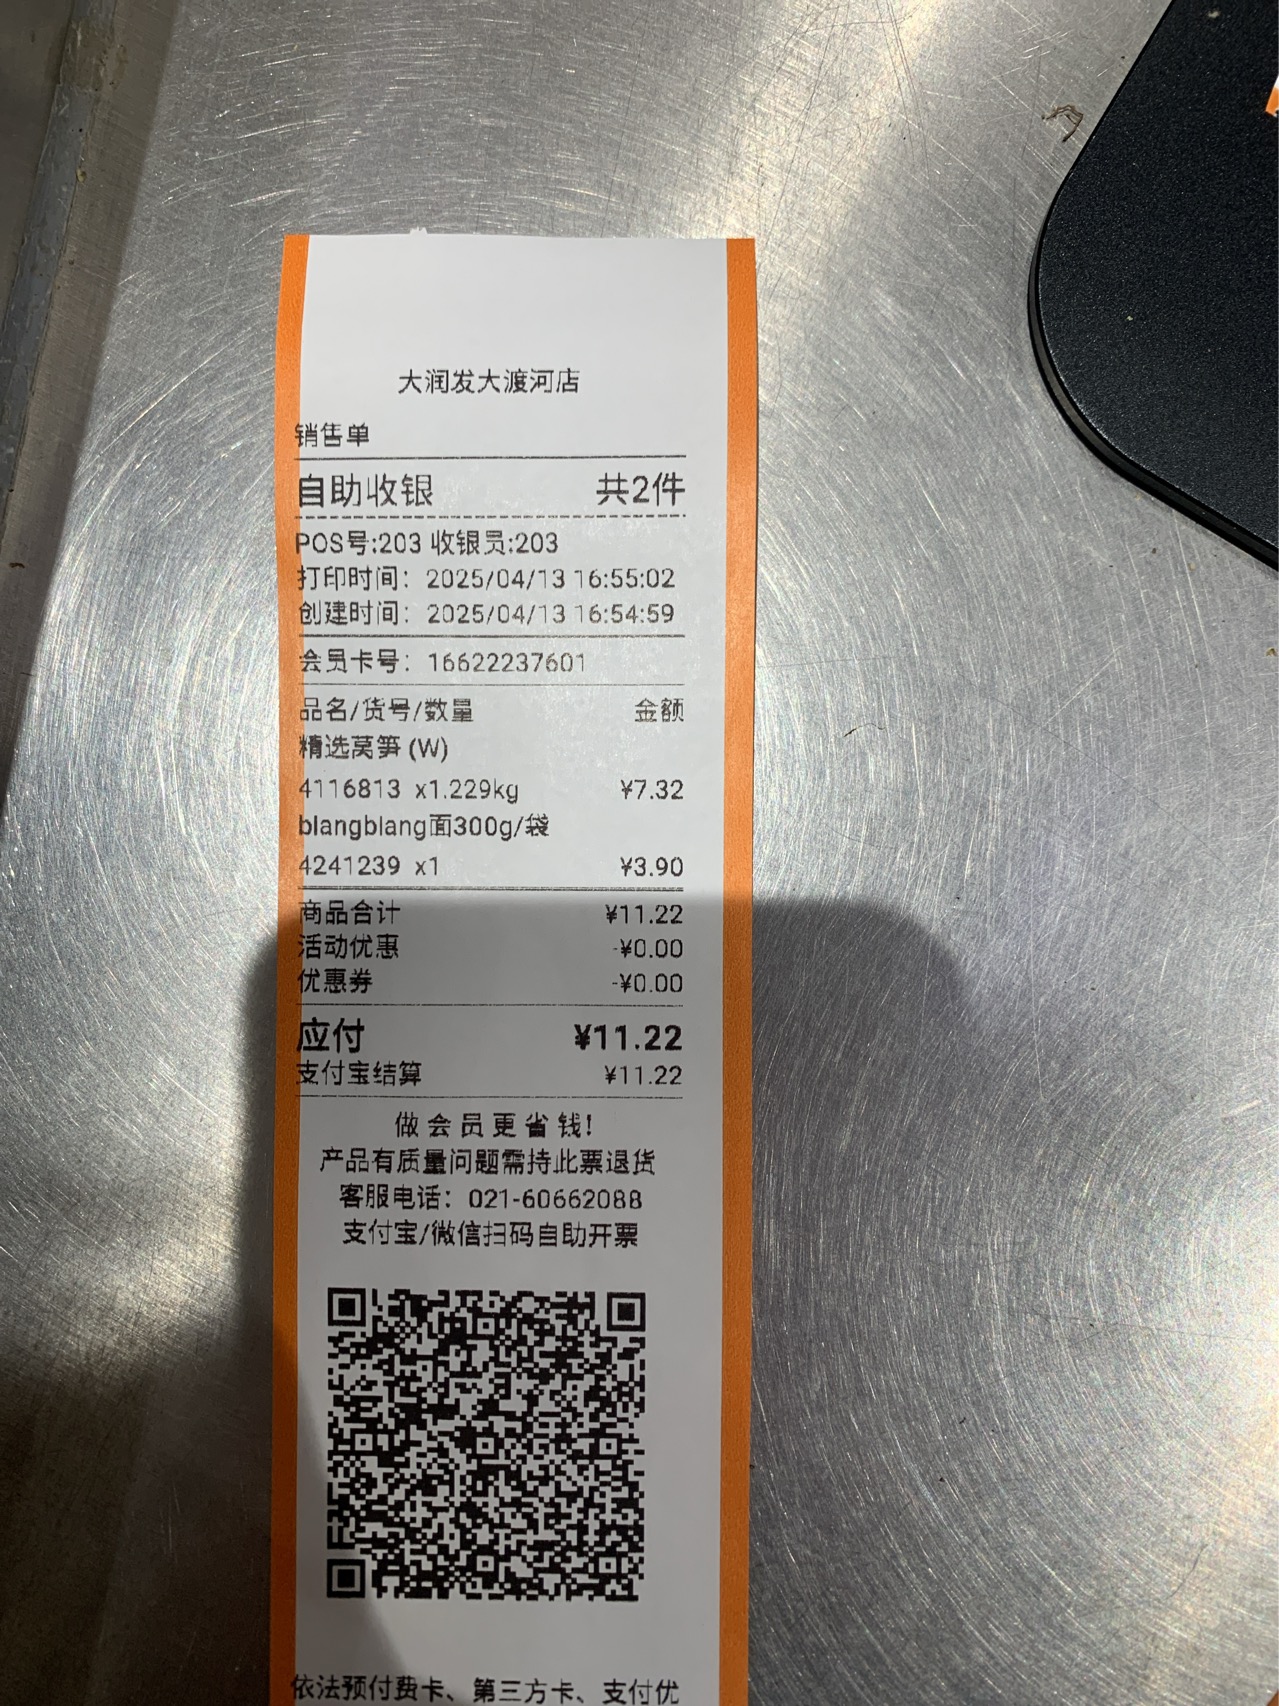 大润发大渡河店
销售单
自助收银 共2件
POS号:203 收银员:203
打印时间：2025/04/13 16:55:02
创建时间：2025/04/13 16:54:59
会员卡号：16622237601
品名/货号/数量 金额
精选莴笋 (W)
4116813 x1.229kg ¥7.32
blangblang面300g/袋
4241239 x1 ¥3.90
商品合计 ¥11.22
活动优惠 -¥0.00
优惠券 -¥0.00
应付 ¥11.22
支付宝结算 ¥11.22
做会员更省钱!
产品有质量问题需持此票退货
客服电话：021-60662088
支付宝/微信扫码自助开票
依法预付费卡、第三方卡、支付优